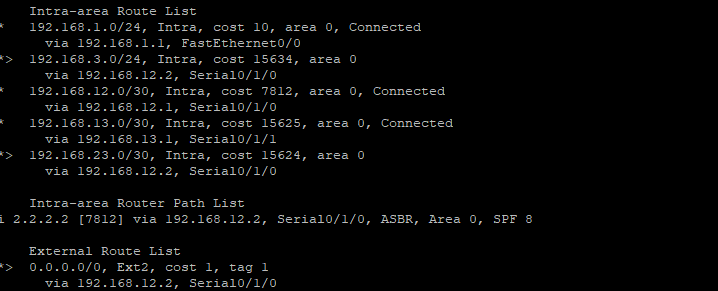 Intra-area Route List
* 192.168.1.0/24, Intra, cost 10, area 0, Connected
via 192.168.1.1, FastEthernet0/0
*> 192.168.3.0/24, Intra, cost 15634, area 0
via 192.168.12.2, Serial0/1/0
* 192.168.12.0/30, Intra, cost 7812, area 0, Connected
via 192.168.12.1, Serial0/1/0
* 192.168.13.0/30, Intra, cost 15625, area 0, Connected
via 192.168.13.1, Serial0/1/1
*> 192.168.23.0/30, Intra, cost 15624, area 0
via 192.168.12.2, Serial0/1/0
Intra-area Router Path List
i 2.2.2.2 [7812] via 192.168.12.2, Serial0/1/0, ASBR, Area 0, SPF 8
External Route List
*> 0.0.0.0/0, Ext2, cost 1, tag 1
via 192.168.12.2, Serial0/1/0